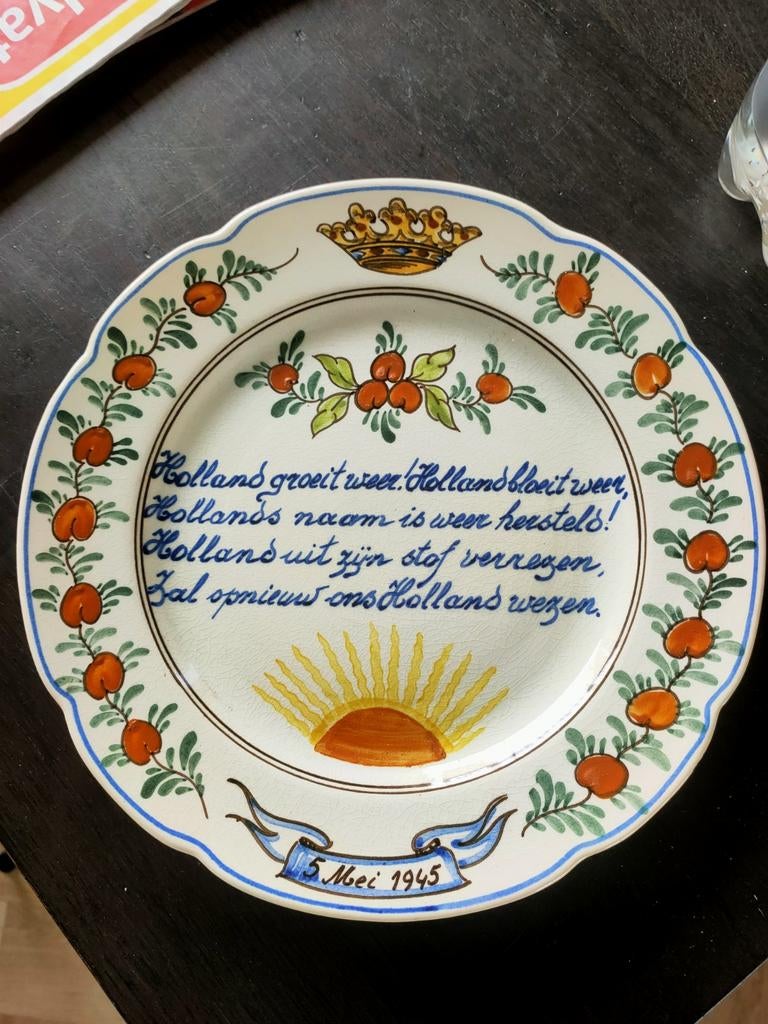 Holland groeit weer! Holland bloeit weer,
Hollands naam is weer hersteld!
Holland uit zijn stof verrezen,
Zal opnieuw ons Holland wezen.
5 Mei 1945